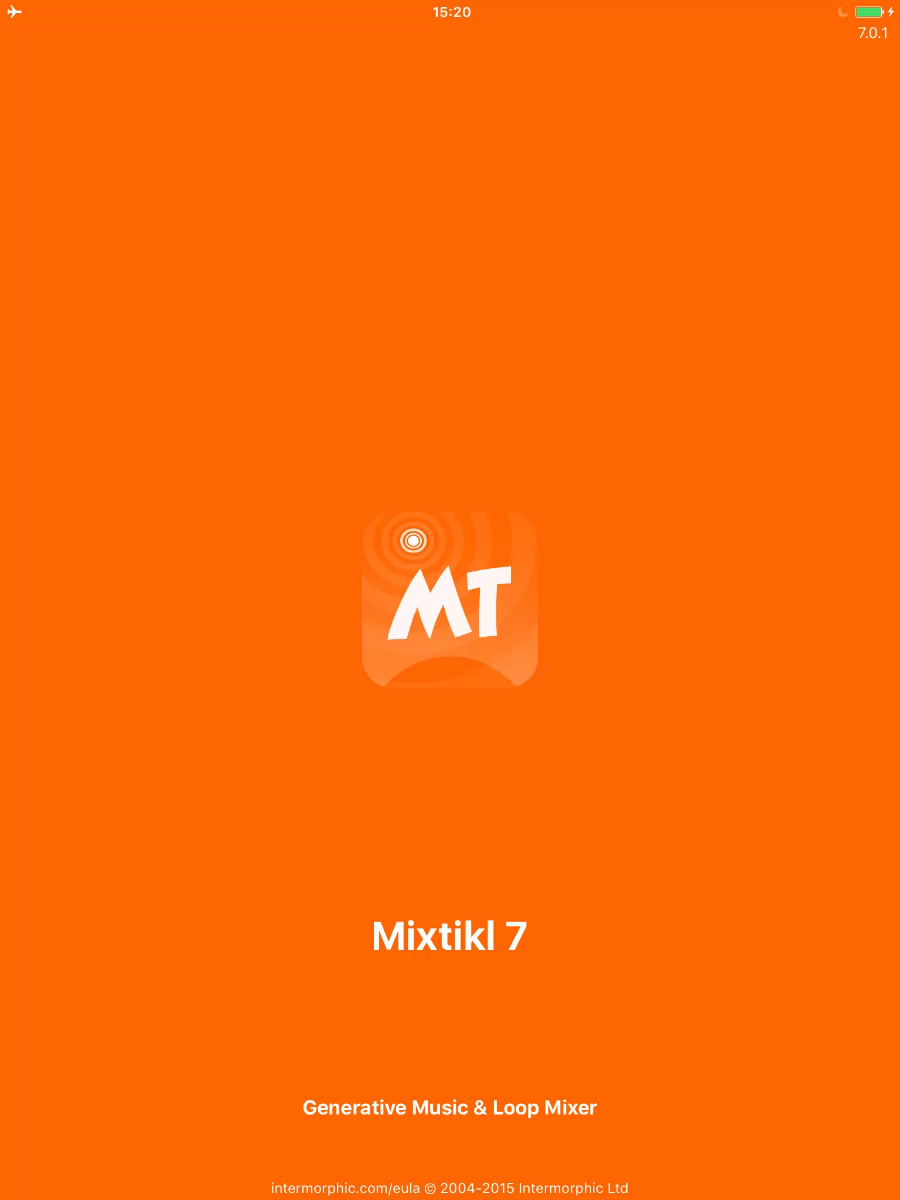 15:20
7.0.1
MT
Mixtikl 7
Generative Music & Loop Mixer
intermorphic.com/eula © 2004-2015 Intermorphic Ltd